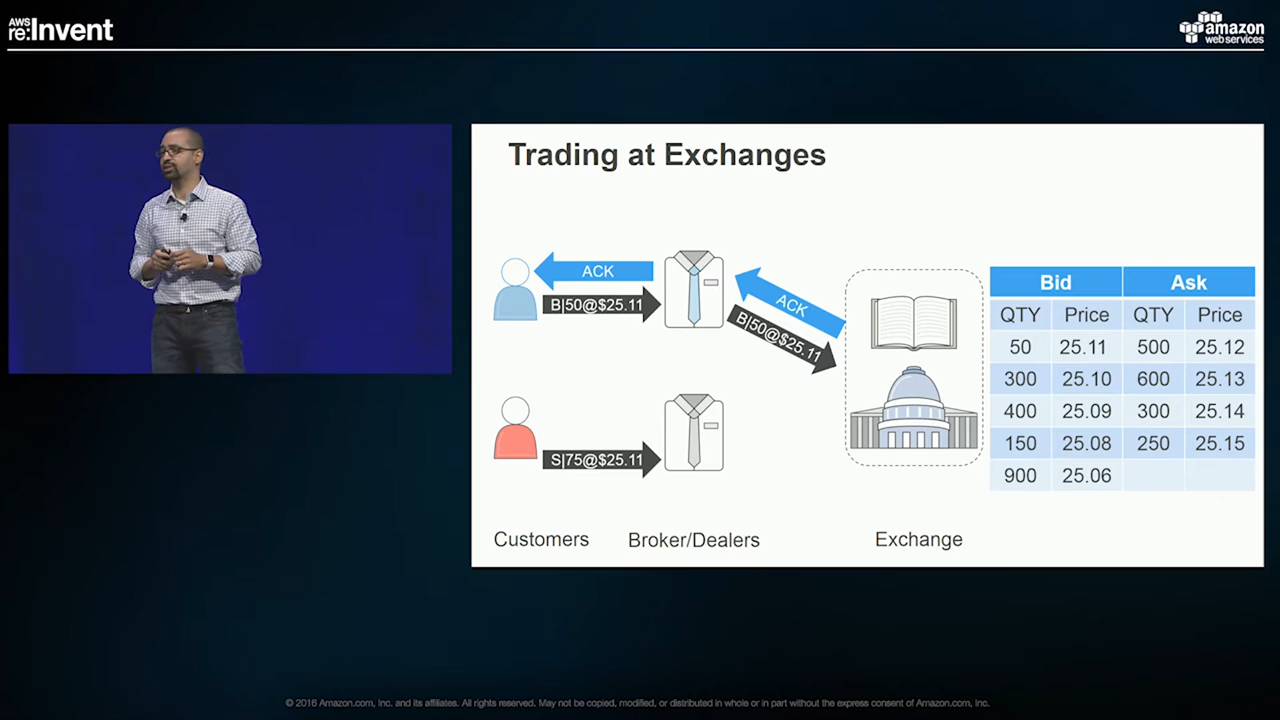 AWS
re:Invent
amazon
web services
Trading at Exchanges
ACK
B|50@$25.11
ACK
B|50@$25.11
S|75@$25.11
Bid Ask
QTY Price QTY Price
50 25.11 500 25.12
300 25.10 600 25.13
400 25.09 300 25.14
150 25.08 250 25.15
900 25.06
Customers Broker/Dealers Exchange
© 2016 Amazon.com, Inc. and its affiliates. All rights reserved. May not be copied, modified, or distributed in whole or in part without the express consent of Amazon.com, Inc.